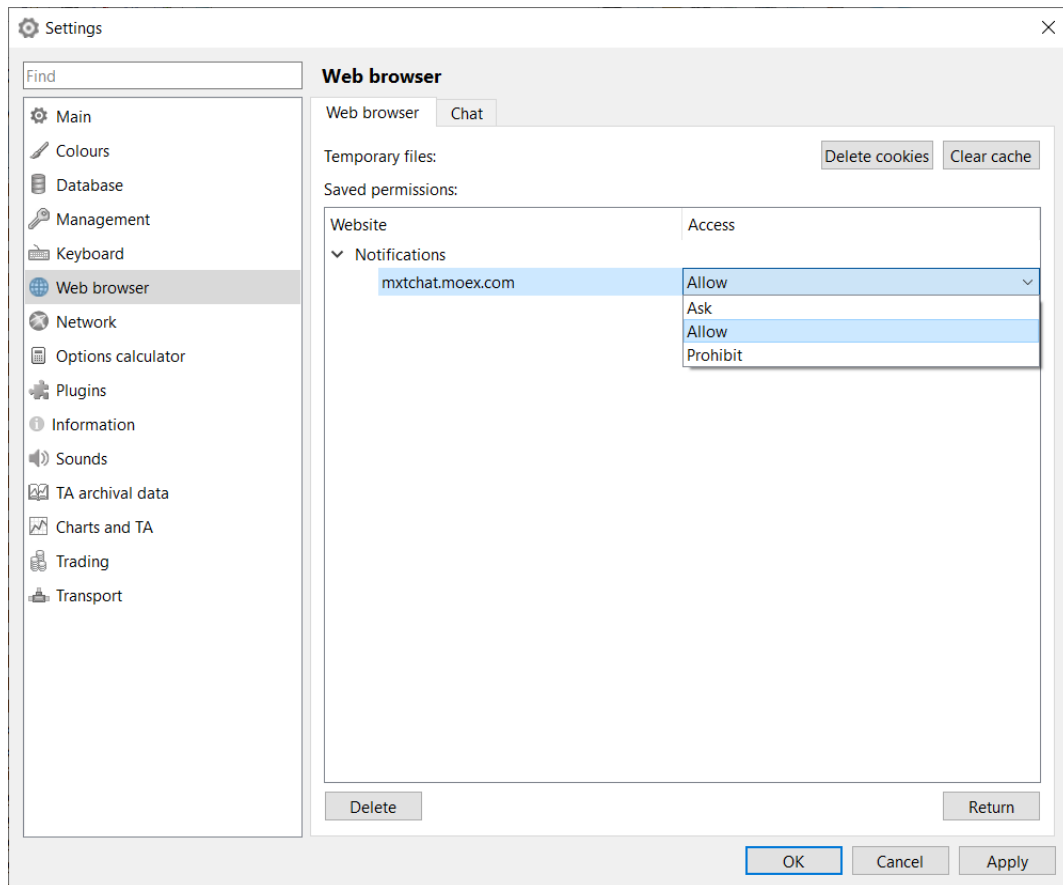 Settings
Find
Main
Colours
Database
Management
Keyboard
Web browser
Network
Options calculator
Plugins
Information
Sounds
TA archival data
Charts and TA
Trading
Transport
Web browser
Web browser Chat
Temporary files: Delete cookies Clear cache
Saved permissions:
Website Access
Notifications
mxtchat.moex.com Allow
Ask
Allow
Prohibit
Delete Return
OK Cancel Apply